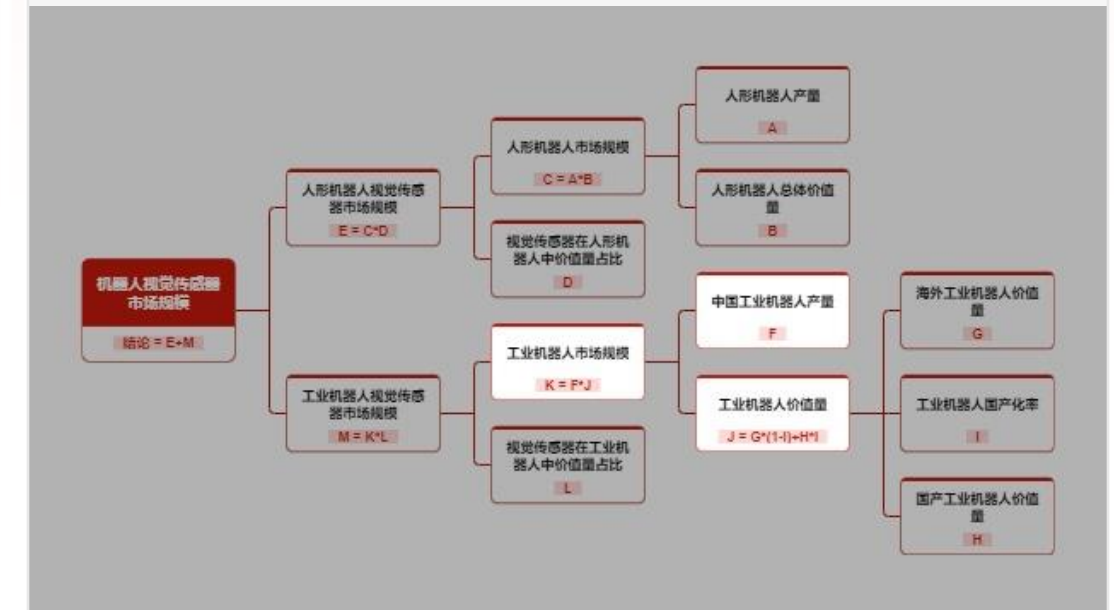 机器人视觉传感器
市场规模
结论 = E+M
人形机器人视觉传感
器市场规模
E = C*D
工业机器人视觉传感
器市场规模
M = K*L
人形机器人市场规模
C = A*B
视觉传感器在人形机
器人中价值量占比
D
工业机器人市场规模
K = F*J
视觉传感器在工业机
器人中价值量占比
L
人形机器人产量
A
人形机器人总体价值
量
B
中国工业机器人产量
F
工业机器人价值量
J = G*(1-I)+H*I
海外工业机器人价值
量
G
工业机器人国产化率
I
国产工业机器人价值
量
H